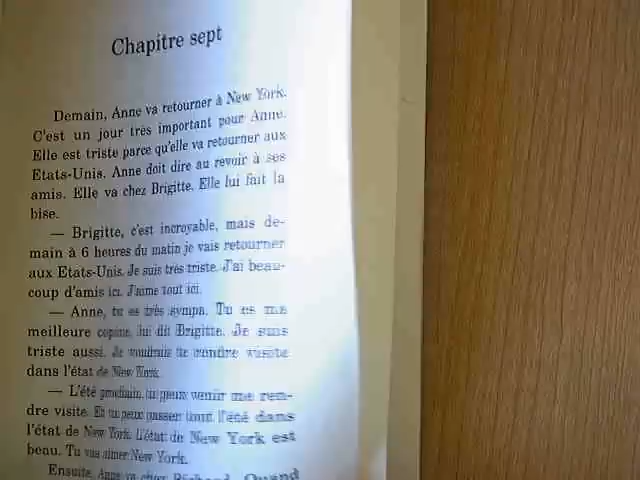 Chapitre sept
Demain, Anne va retourner à New York.
C'est un jour très important pour Anne.
Elle est triste parce qu'elle va retourner aux
Etats-Unis. Anne doit dire au revoir à ses
amis. Elle va chez Brigitte. Elle lui fait la
bise.
— Brigitte, c'est incroyable, mais de-
main à 6 heures du matin je vais retourner
aux Etats-Unis. Je suis très triste. J'ai beau-
coup d'amis ici. J'aime tout ici.
— Anne, tu es très sympa. Tu es ma
meilleure copine, lui dit Brigitte. Je suis
triste aussi. Je voudrais te rendre visite
dans l'état de New York.
— L'été prochain, tu peux venir me ren-
dre visite. Et tu peux passer tout l'été dans
l'état de New York. L'état de New York est
beau. Tu vas aimer New York.
Ensuite, Anne va chez Richard. Quand